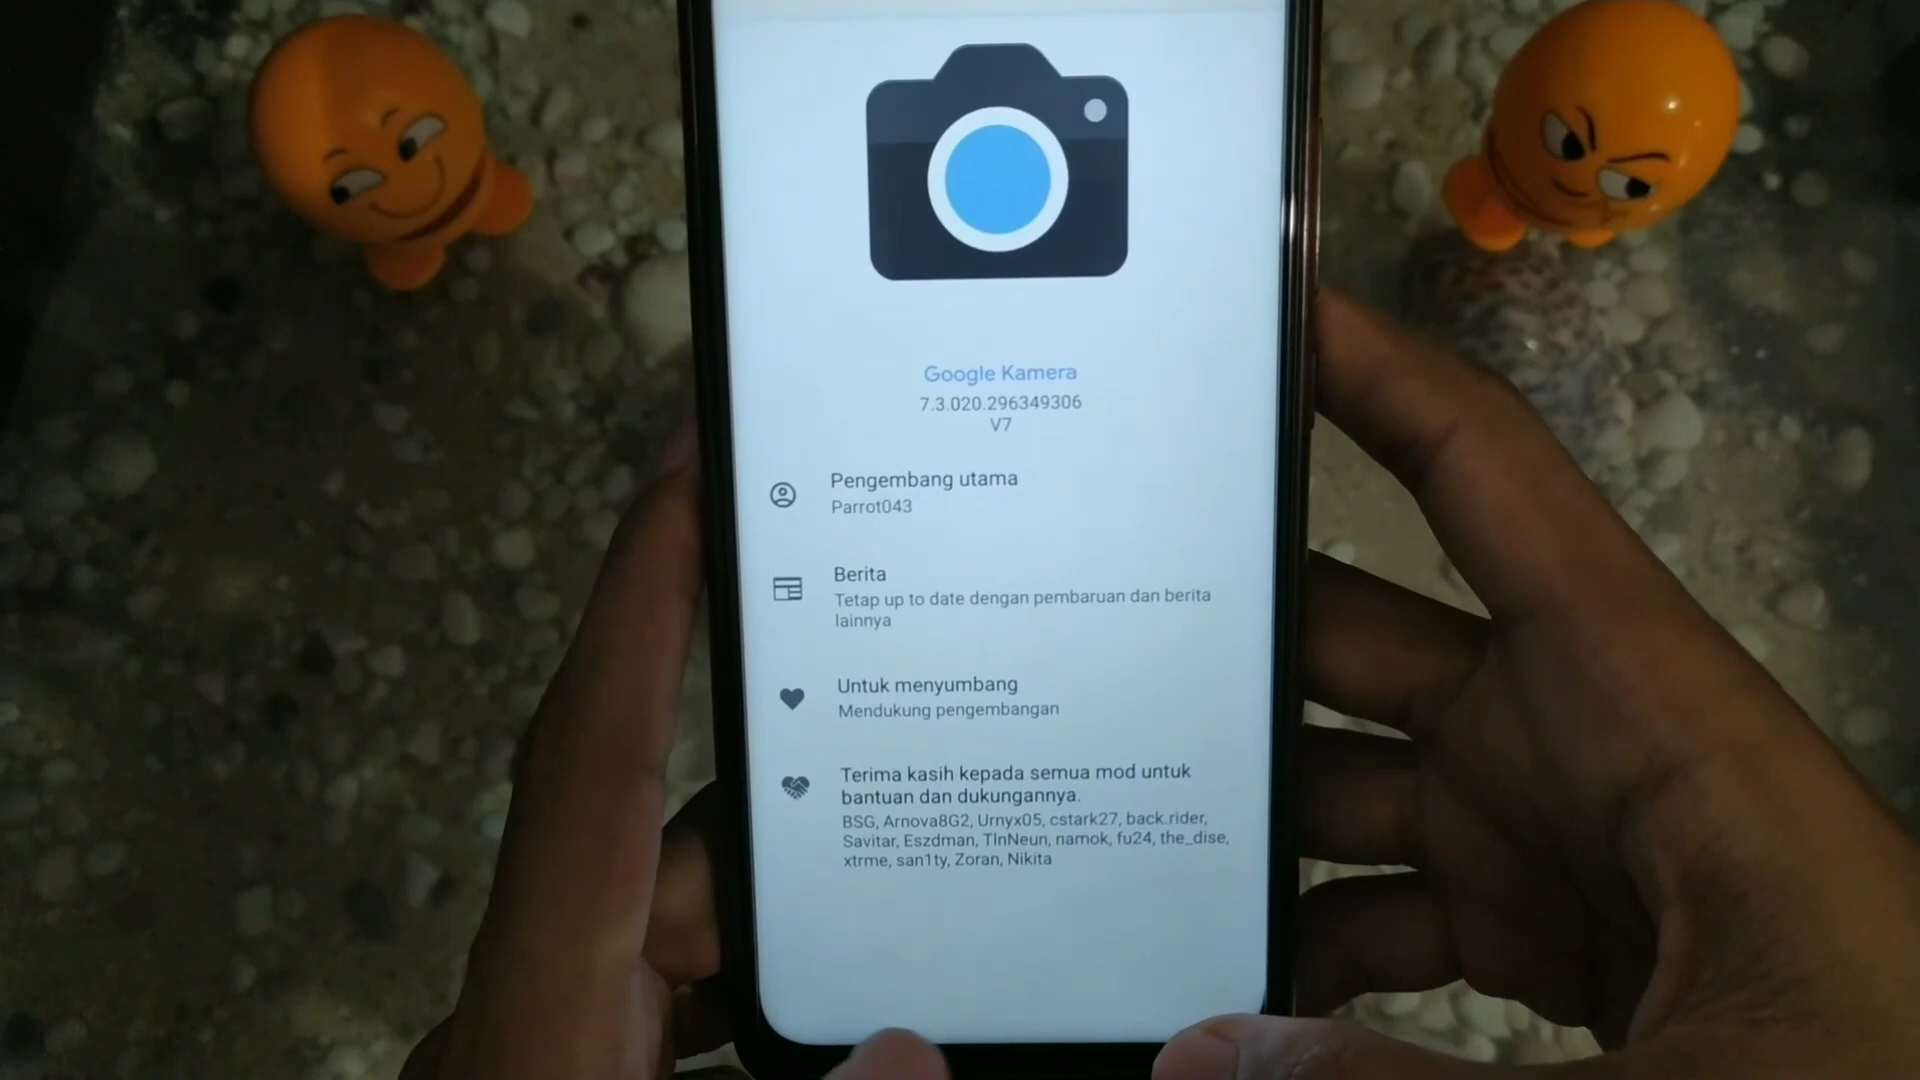 Google Kamera
7.3.020.296349306
V7
Pengembang utama
Parrot043
Berita
Tetap up to date dengan pembaruan dan berita
lainnya
Untuk menyumbang
Mendukung pengembangan
Terima kasih kepada semua mod untuk
bantuan dan dukungannya.
BSG, Arnova8G2, Urnyx05, cstark27, back.rider,
Savitar, Eszdman, TlnNeun, namok, fu24, the_dise,
xtrme, san1ty, Zoran, Nikita